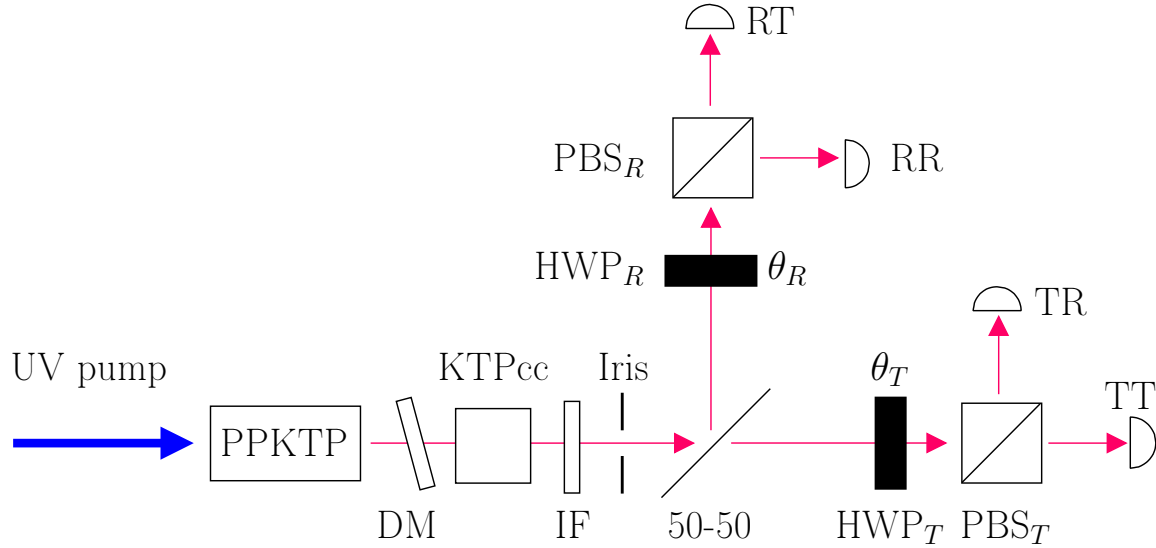 RT
PBS_R
RR
HWP_R
θ_R
TR
UV pump
KTPcc
Iris
θ_T
TT
PPKTP
DM
IF
50-50
HWP_T
PBS_T